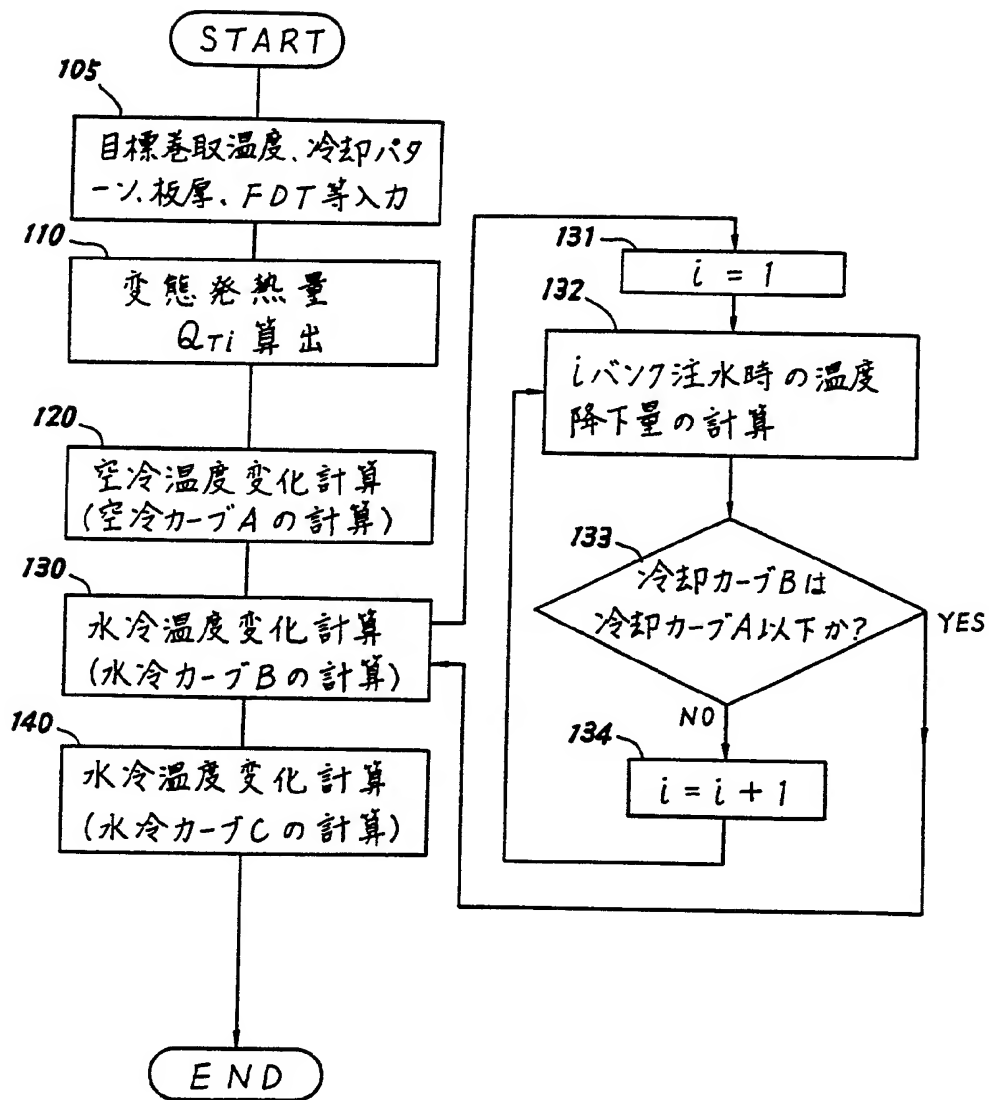 START
105
目標巻取温度、冷却パタ
ーン、板厚、FDT等入力
110
変態発熱量
QTi 算出
120
空冷温度変化計算
(空冷カーブAの計算)
130
水冷温度変化計算
(水冷カーブBの計算)
140
水冷温度変化計算
(水冷カーブCの計算)
END
131
i = 1
132
iバンク注水時の温度
降下量の計算
133
冷却カーブBは
冷却カーブA以下か?
YES
NO
134
i = i + 1